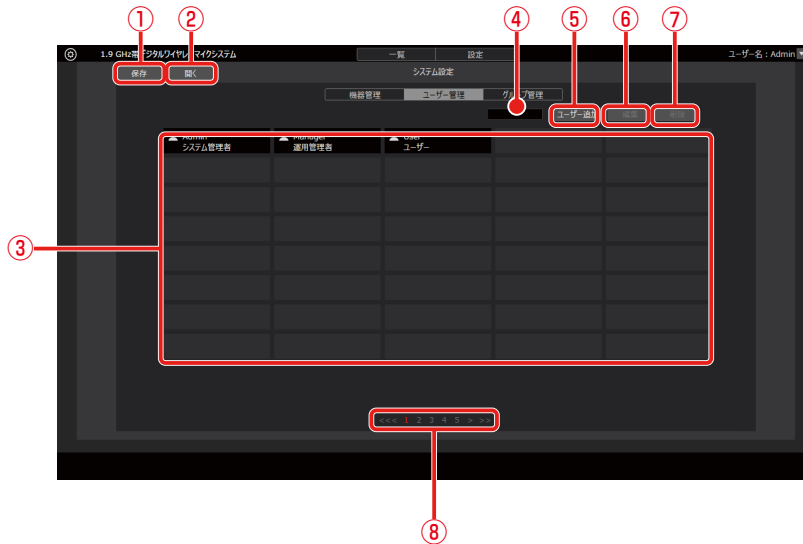 ① ② ④ ⑤ ⑥ ⑦
1.9 GHz帯デジタルワイヤレスマイクシステム 一覧 設定 ユーザー名:Admin
保存 開く システム設定
機器管理 ユーザー管理 グループ管理
ユーザー追加 編集 削除
Admin Manager User
システム管理者 運用管理者 ユーザー
③
<<< 1 2 3 4 5 > >>
⑧